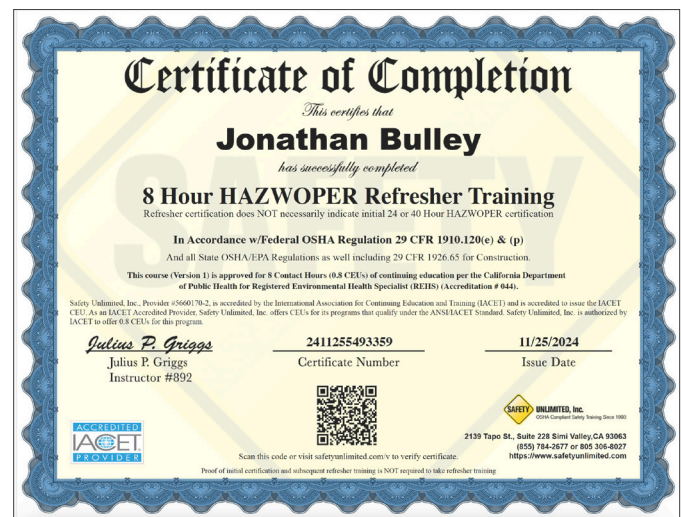 Certificate of Completion
This certifies that
Jonathan Bulley
has successfully completed
8 Hour HAZWOPER Refresher Training
Refresher certification does NOT necessarily indicate initial 24 or 40 Hour HAZWOPER certification
In Accordance w/Federal OSHA Regulation 29 CFR 1910.120(e) & (p)
And all State OSHA/EPA Regulations as well including 29 CFR 1926.65 for Construction.
This course (Version 1) is approved for 8 Contact Hours (0.8 CEUs) of continuing education per the California Department
of Public Health for Registered Environmental Health Specialist (REHS) (Accreditation # 044).
Safety Unlimited, Inc., Provider #5660170-2, is accredited by the International Association for Continuing Education and Training (IACET) and is accredited to issue the IACET
CEU. As an IACET Accredited Provider, Safety Unlimited, Inc. offers CEUs for its programs that qualify under the ANSI/IACET Standard. Safety Unlimited, Inc. is authorized by
IACET to offer 0.8 CEUs for this program.
Julius P. Griggs
Julius P. Griggs
Instructor #892
2411255493359
Certificate Number
11/25/2024
Issue Date
SAFETY UNLIMITED, Inc.
OSHA Compliant Safety Training Since 1993
2139 Tapo St., Suite 228 Simi Valley,CA 93063
(855) 784-2677 or 805 306-8027
https://www.safetyunlimited.com
ACCREDITED
IACET
PROVIDER
Scan this code or visit safetyunlimited.com/v to verify certificate.
Proof of initial certification and subsequent refresher training is NOT required to take refresher training
SAFETY